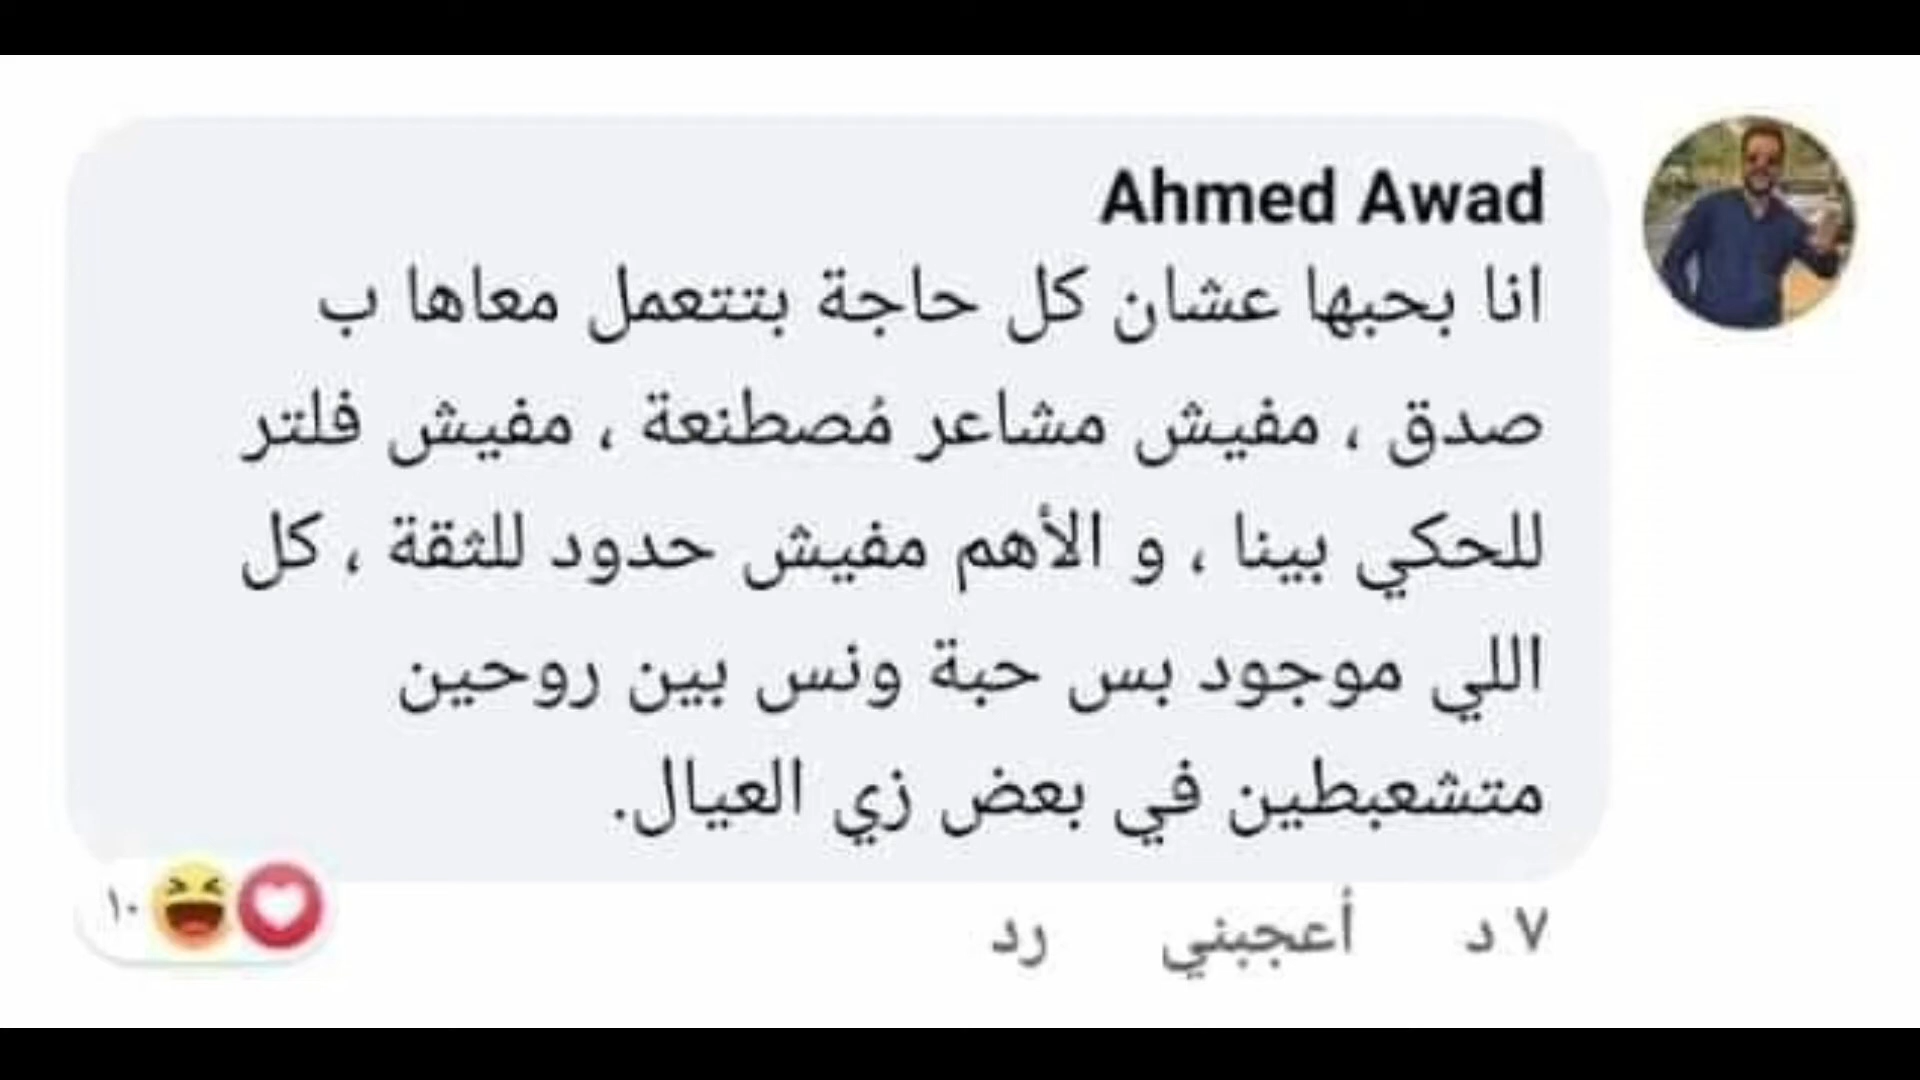 Ahmed Awad
انا بحبها عشان كل حاجة بتتعمل معاها ب
صدق ، مفيش مشاعر مُصطنعة ، مفيش فلتر
للحكي بينا ، و الأهم مفيش حدود للثقة ، كل
اللي موجود بس حبة ونس بين روحين
متشعبطين في بعض زي العيال.
٧ د أعجبني رد
١٠